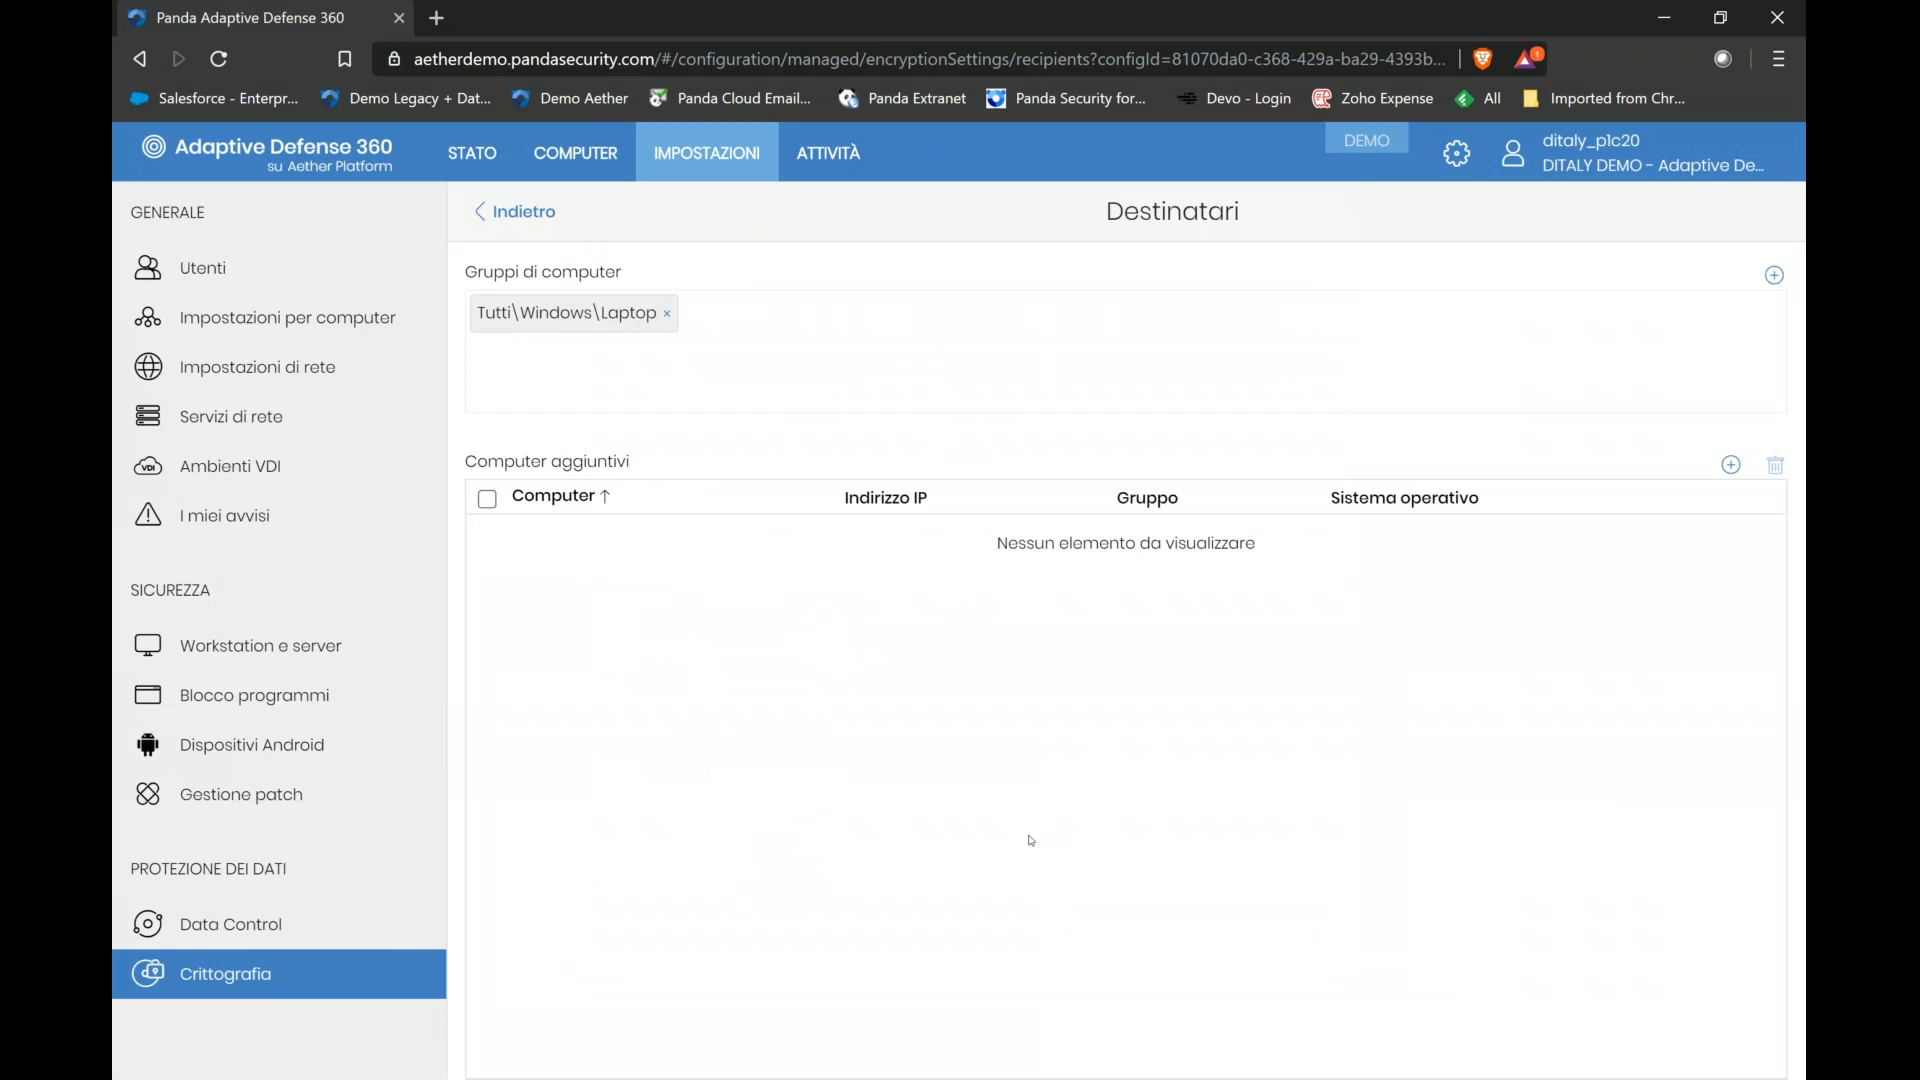 Panda Adaptive Defense 360
aetherdemo.pandasecurity.com/#/configuration/managed/encryptionSettings/recipients?configId=81070da0-c368-429a-ba29-4393b...
1
Salesforce - Enterpr...
Demo Legacy + Dat...
Demo Aether
Panda Cloud Email...
Panda Extranet
Panda Security for...
Devo - Login
Zoho Expense
All
Imported from Chr...
Adaptive Defense 360
su Aether Platform
STATO
COMPUTER
IMPOSTAZIONI
ATTIVITÀ
DEMO
ditaly_p1c20
DITALY DEMO - Adaptive De...
GENERALE
Utenti
Impostazioni per computer
Impostazioni di rete
Servizi di rete
VDI
Ambienti VDI
I miei avvisi
SICUREZZA
Workstation e server
Blocco programmi
Dispositivi Android
Gestione patch
PROTEZIONE DEI DATI
Data Control
Crittografia
Indietro
Destinatari
Gruppi di computer
Tutti\Windows\Laptop ×
Computer aggiuntivi
Computer ↑
Indirizzo IP
Gruppo
Sistema operativo
Nessun elemento da visualizzare